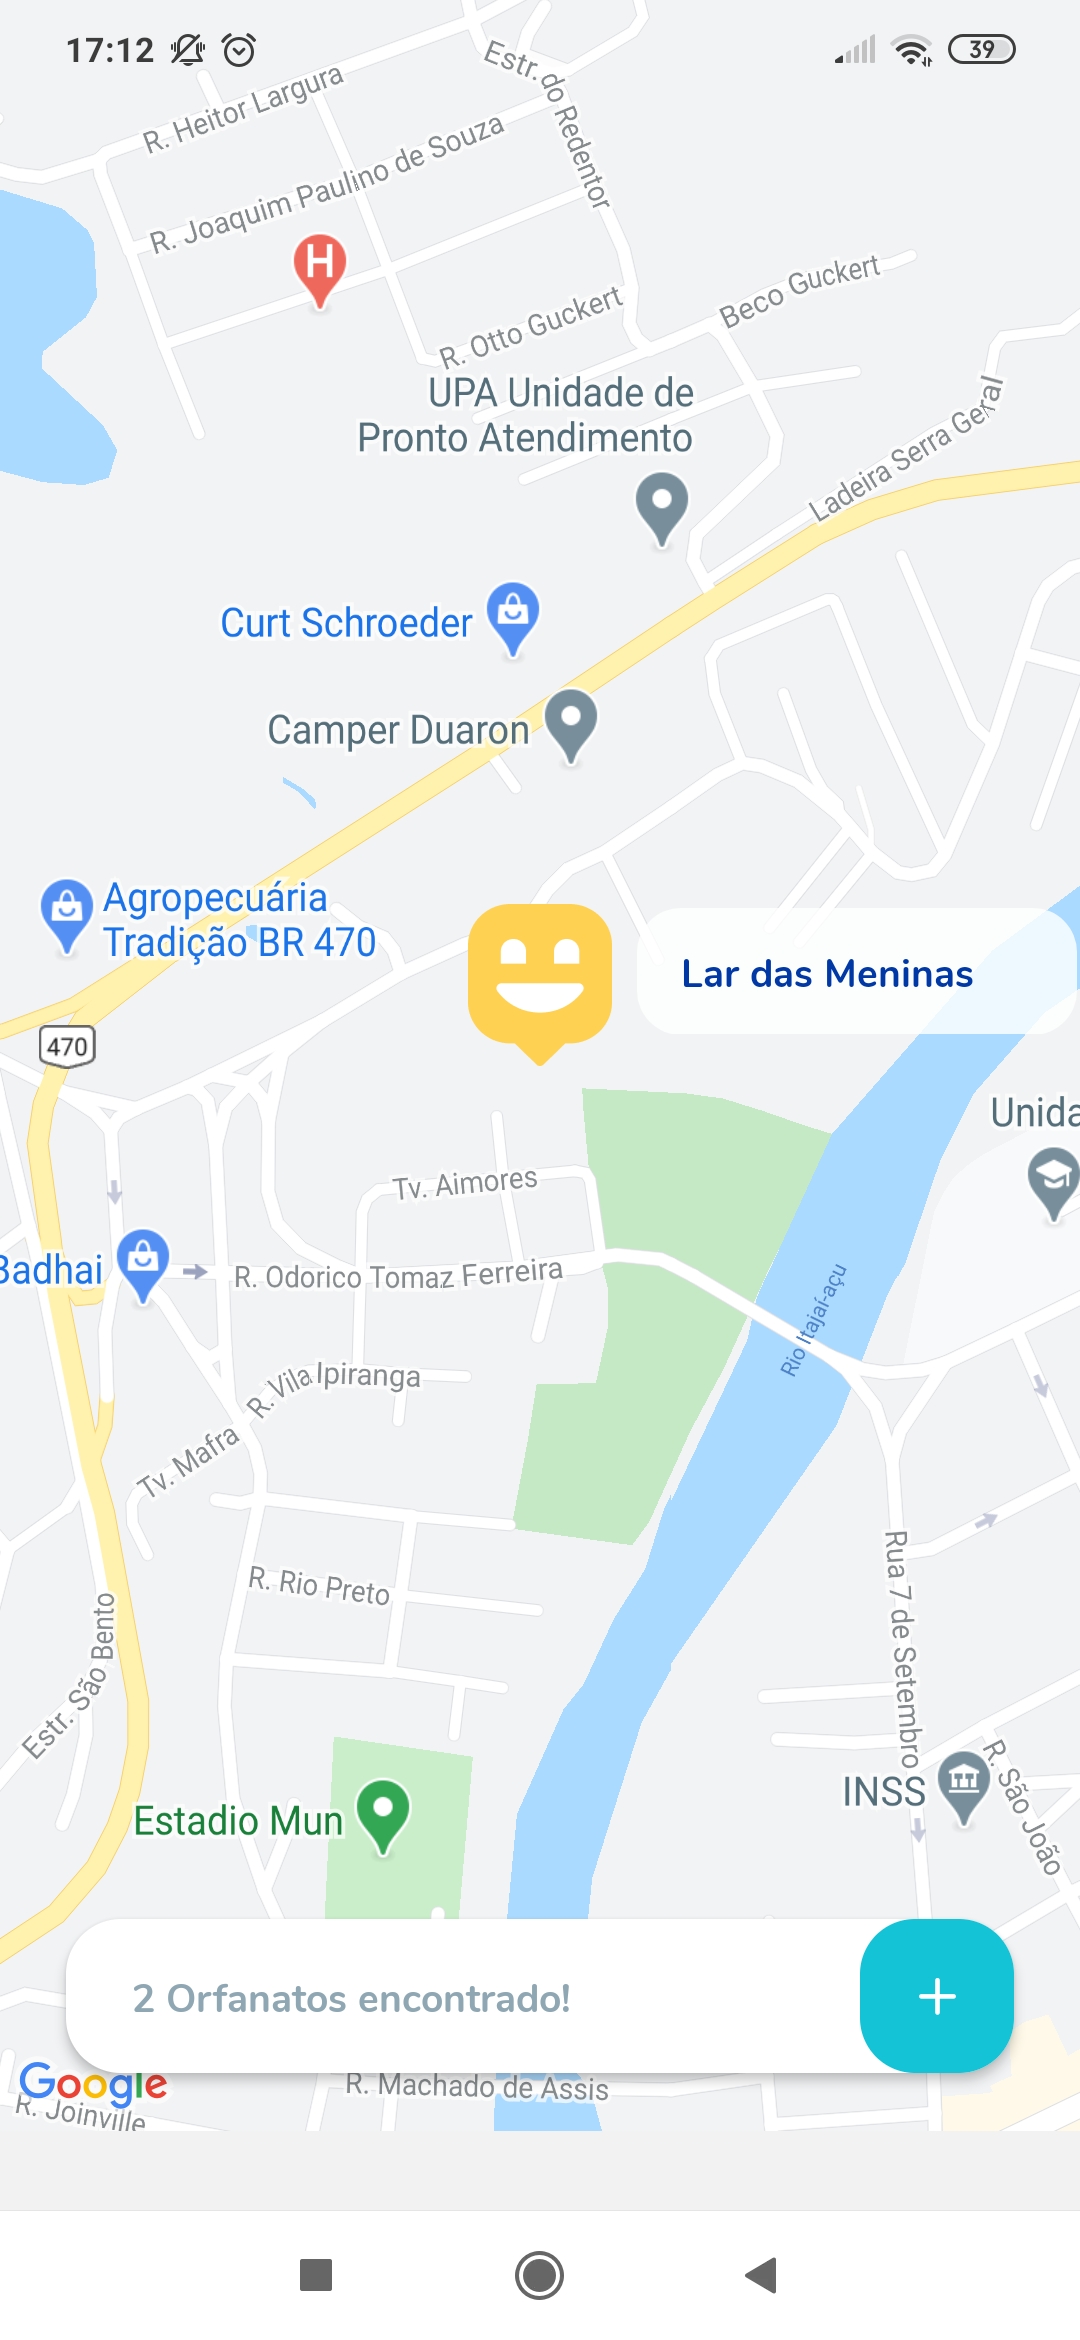 17:12
39
Estr. do Redentor
R. Heitor Largura
R. Joaquim Paulino de Souza
H
Beco Guckert
R. Otto Guckert
UPA Unidade de
Pronto Atendimento
Ladeira Serra Geral
Curt Schroeder
Camper Duaron
Agropecuária
Tradição BR 470
Lar das Meninas
470
Unida
Tv. Aimores
Badhai
R. Odorico Tomaz Ferreira
Rio Itajaí-açu
R. Vila Ipiranga
Tv. Mafra
Rua 7 de Setembro
R. Rio Preto
Estr. São Bento
INSS
R. São João
Estadio Mun
2 Orfanatos encontrado!
Google
R. Machado de Assis
R. Joinville